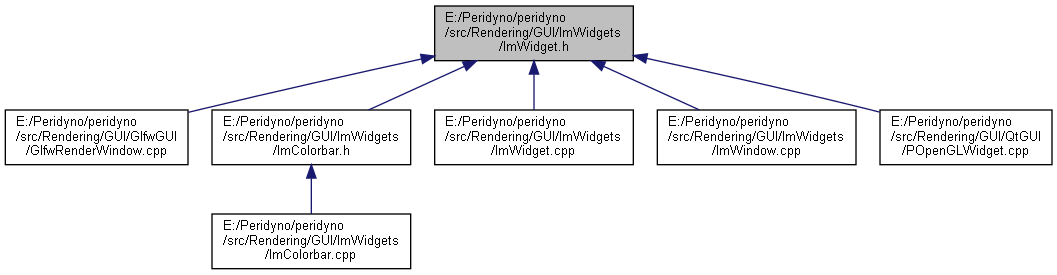 E:/Peridyno/peridyno
/src/Rendering/GUI/ImWidgets
/ImWidget.h
E:/Peridyno/peridyno
/src/Rendering/GUI/GlfwGUI
/GlfwRenderWindow.cpp
E:/Peridyno/peridyno
/src/Rendering/GUI/ImWidgets
/ImColorbar.h
E:/Peridyno/peridyno
/src/Rendering/GUI/ImWidgets
/ImWidget.cpp
E:/Peridyno/peridyno
/src/Rendering/GUI/ImWidgets
/ImWindow.cpp
E:/Peridyno/peridyno
/src/Rendering/GUI/QtGUI
/POpenGLWidget.cpp
E:/Peridyno/peridyno
/src/Rendering/GUI/ImWidgets
/ImColorbar.cpp